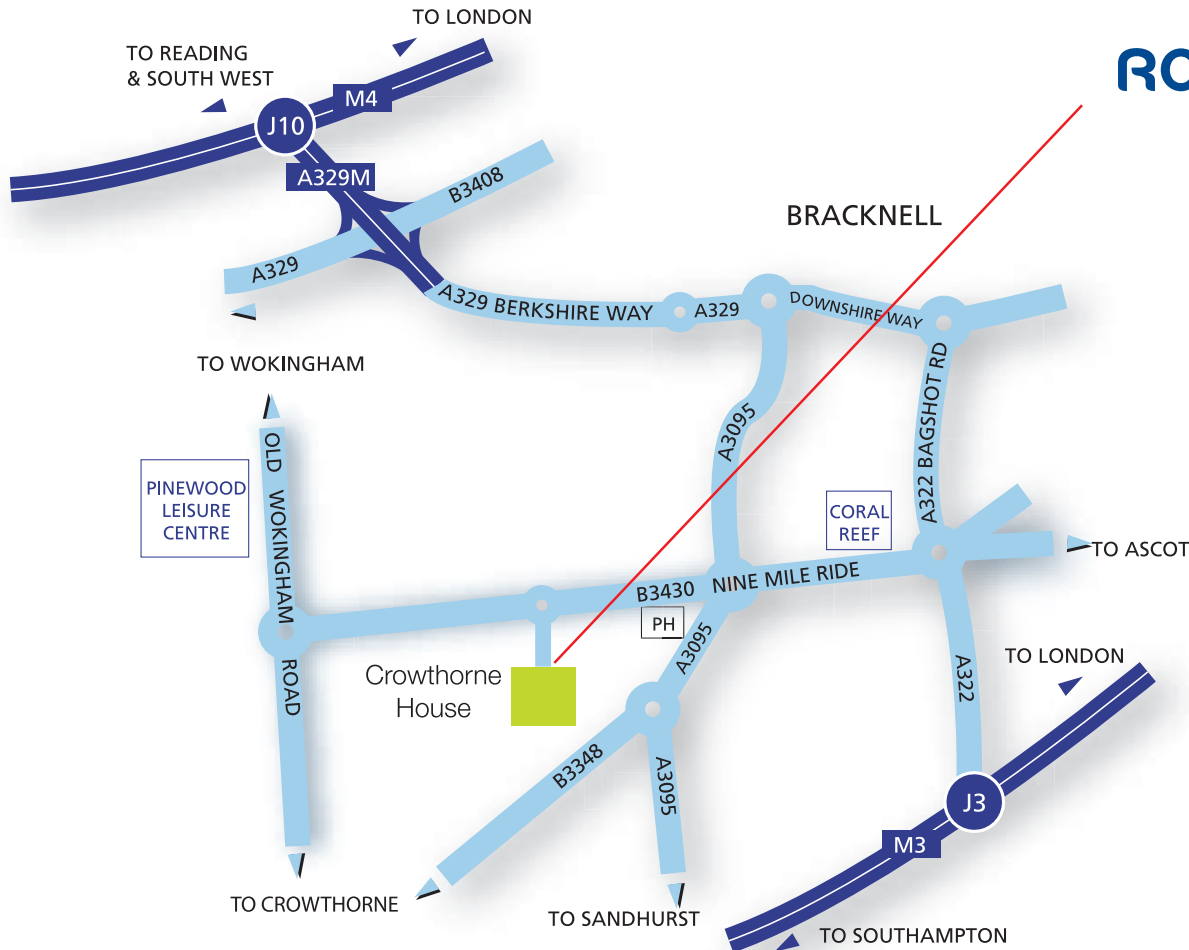 TO LONDON
TO READING
& SOUTH WEST
M4
J10
A329M
B3408
A329
BRACKNELL
A329 BERKSHIRE WAY
A329
DOWNSHIRE WAY
TO WOKINGHAM
A322 BAGSHOT RD
A3095
OLD WOKINGHAM ROAD
PINEWOOD
LEISURE
CENTRE
CORAL
REEF
TO ASCOT
B3430 NINE MILE RIDE
PH
A3095
Crowthorne
House
TO LONDON
A322
B3348
A3095
J3
M3
TO CROWTHORNE
TO SANDHURST
TO SOUTHAMPTON